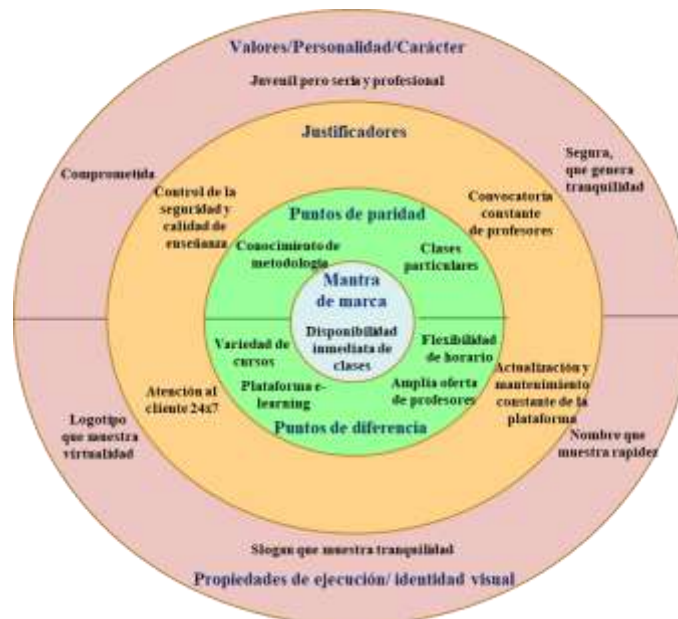 Valores/Personalidad/Carácter
Juvenil pero seria y profesional
Justificadores
Comprometida
Segura,
que genera
tranquilidad
Control de la
seguridad y
calidad de
enseñanza
Convocatoria
constante
de profesores
Puntos de paridad
Conocimiento de
metodología
Clases
particulares
Mantra
de marca
Disponibilidad
inmediata de
clases
Variedad de
cursos
Flexibilidad
de horario
Plataforma e-
learning
Amplia oferta
de profesores
Puntos de diferencia
Atención al
cliente 24x7
Actualización y
mantenimiento
constante de la
plataforma
Logotipo
que muestra
virtualidad
Nombre que
muestra rapidez
Slogan que muestra tranquilidad
Propiedades de ejecución/ identidad visual